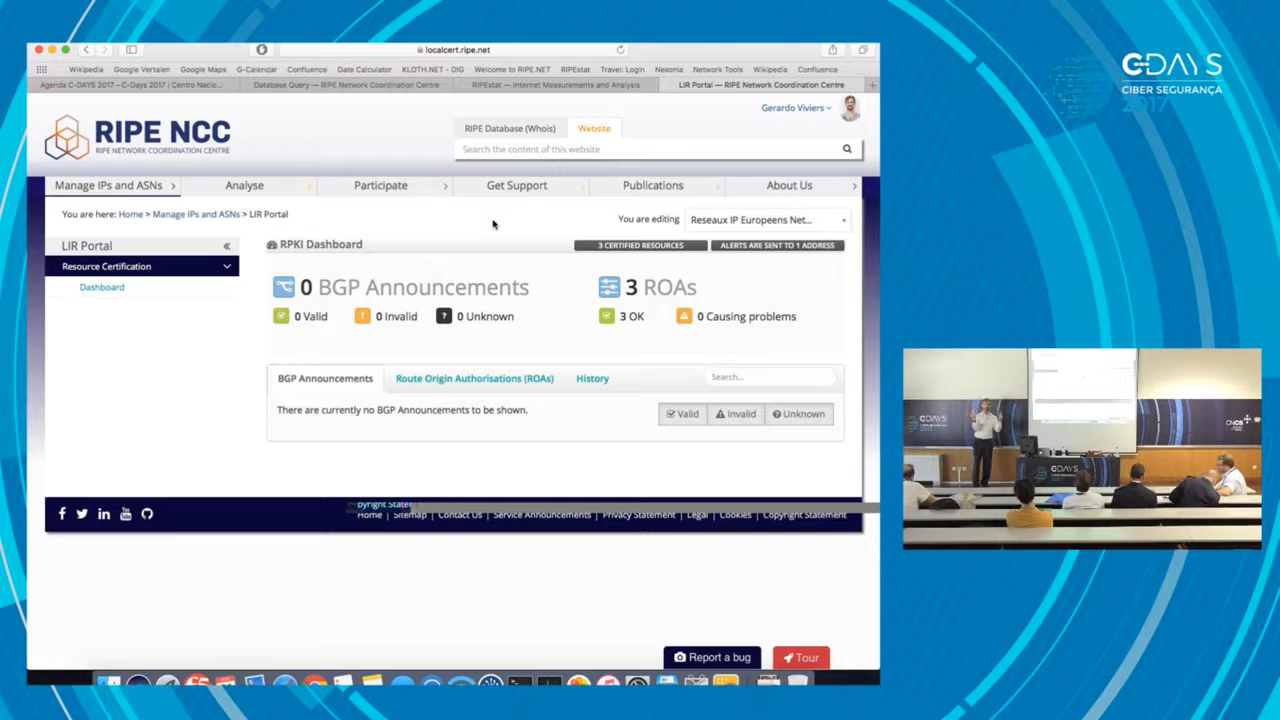 localcert.ripe.net
Wikipedia Google Vertalen Google Maps G-Calendar Confluence Gate Calculator KLOTH.NET - DIG Welcome to RIPE.NET RIPEstat Travel: Login Nexonia Network Tools Wikipedia Confluence
Agenda C-DAYS 2017 – C-Days 2017 | Centro Nacio... Database Query — RIPE Network Coordination Centre RIPEstat — Internet Measurements and Analysis LIR Portal — RIPE Network Coordination Centre
Gerardo Viviers
RIPE NCC
RIPE NETWORK COORDINATION CENTRE
RIPE Database (Whois) Website
Search the content of this website
Manage IPs and ASNs Analyse Participate Get Support Publications About Us
You are here: Home > Manage IPs and ASNs > LIR Portal
You are editing Reseaux IP Europeens Net...
LIR Portal
Resource Certification
Dashboard
RPKI Dashboard
3 CERTIFIED RESOURCES ALERTS ARE SENT TO 1 ADDRESS
0 BGP Announcements
0 Valid 0 Invalid 0 Unknown
3 ROAs
3 OK 0 Causing problems
BGP Announcements Route Origin Authorisations (ROAs) History Search...
There are currently no BGP Announcements to be shown.
Valid Invalid Unknown
pyright State
Home Sitemap Contact Us Service Announcements Privacy Statement Legal Cookies Copyright Statement
Report a bug Tour
C-DAYS
CIBER SEGURANÇA
2017
C-DAYS
2017
CNCS
C-DAYS
2017